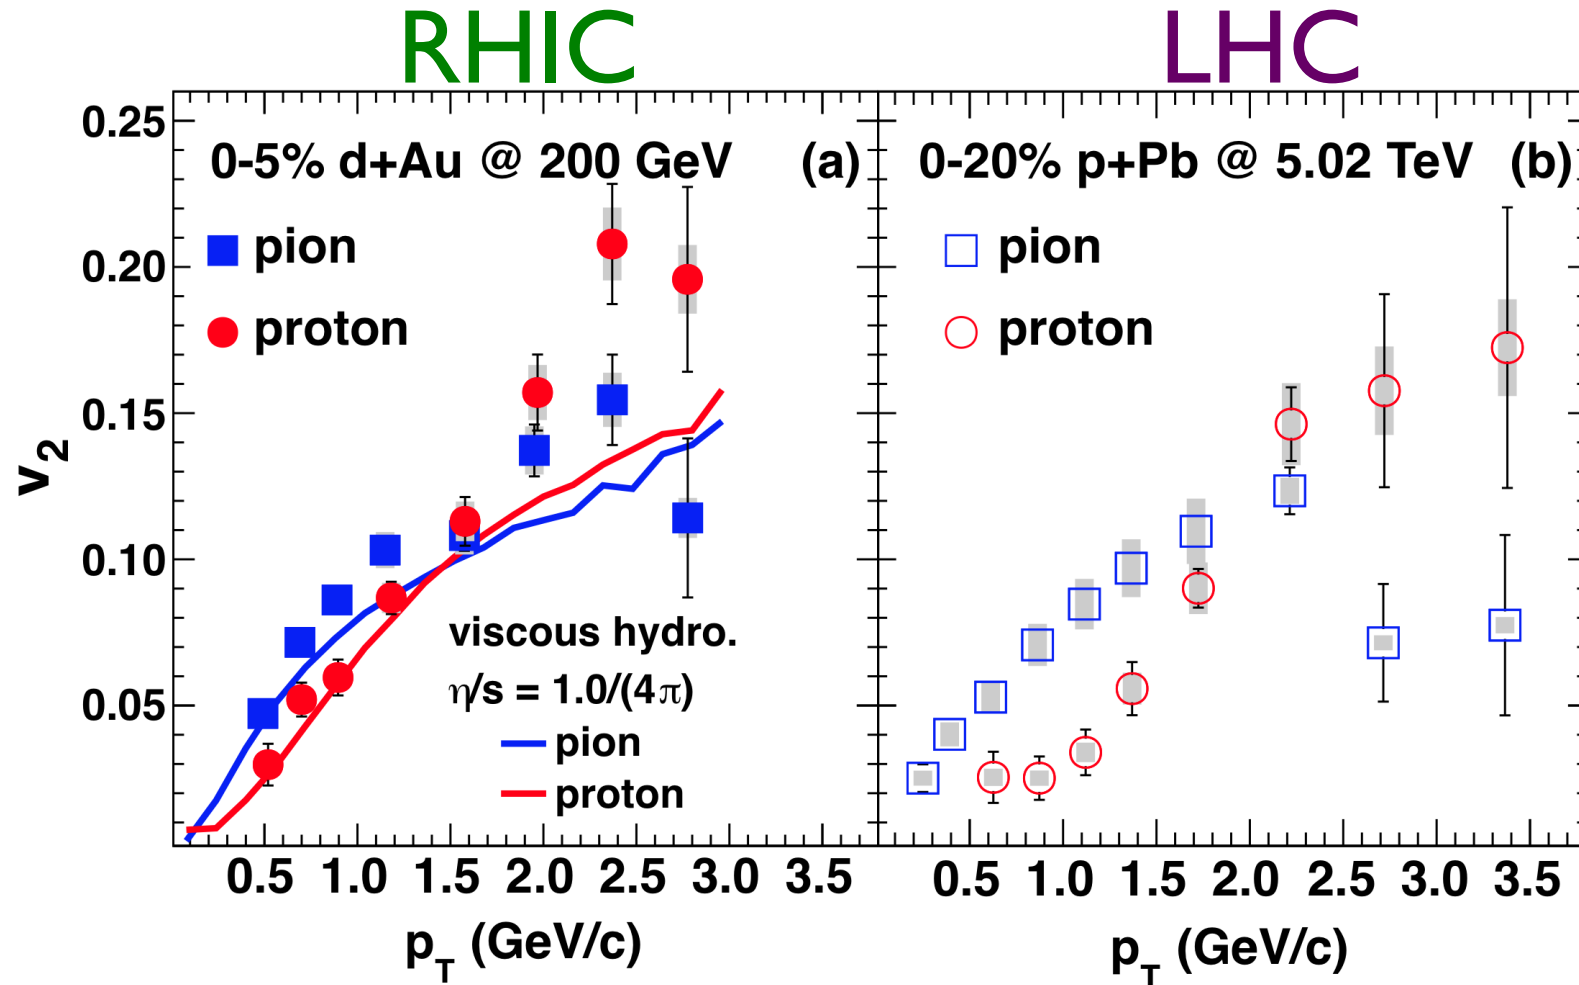 RHIC
LHC
0-5% d+Au @ 200 GeV (a)
pion
proton
viscous hydro.
η/s = 1.0/(4π)
pion
proton
0-20% p+Pb @ 5.02 TeV (b)
pion
proton
v2
0.25
0.20
0.15
0.10
0.05
0.5 1.0 1.5 2.0 2.5 3.0 3.5
0.5 1.0 1.5 2.0 2.5 3.0 3.5
pT (GeV/c)
pT (GeV/c)